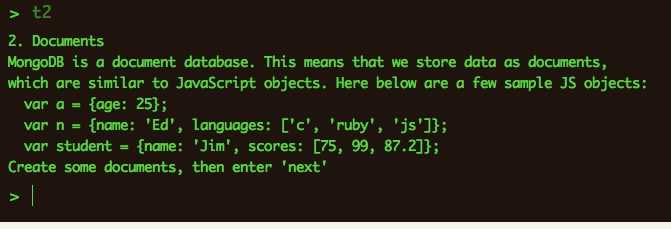 > t2
2. Documents
MongoDB is a document database. This means that we store data as documents,
which are similar to JavaScript objects. Here below are a few sample JS objects:
  var a = {age: 25};
  var n = {name: 'Ed', languages: ['c', 'ruby', 'js']};
  var student = {name: 'Jim', scores: [75, 99, 87.2]};
Create some documents, then enter 'next'
>